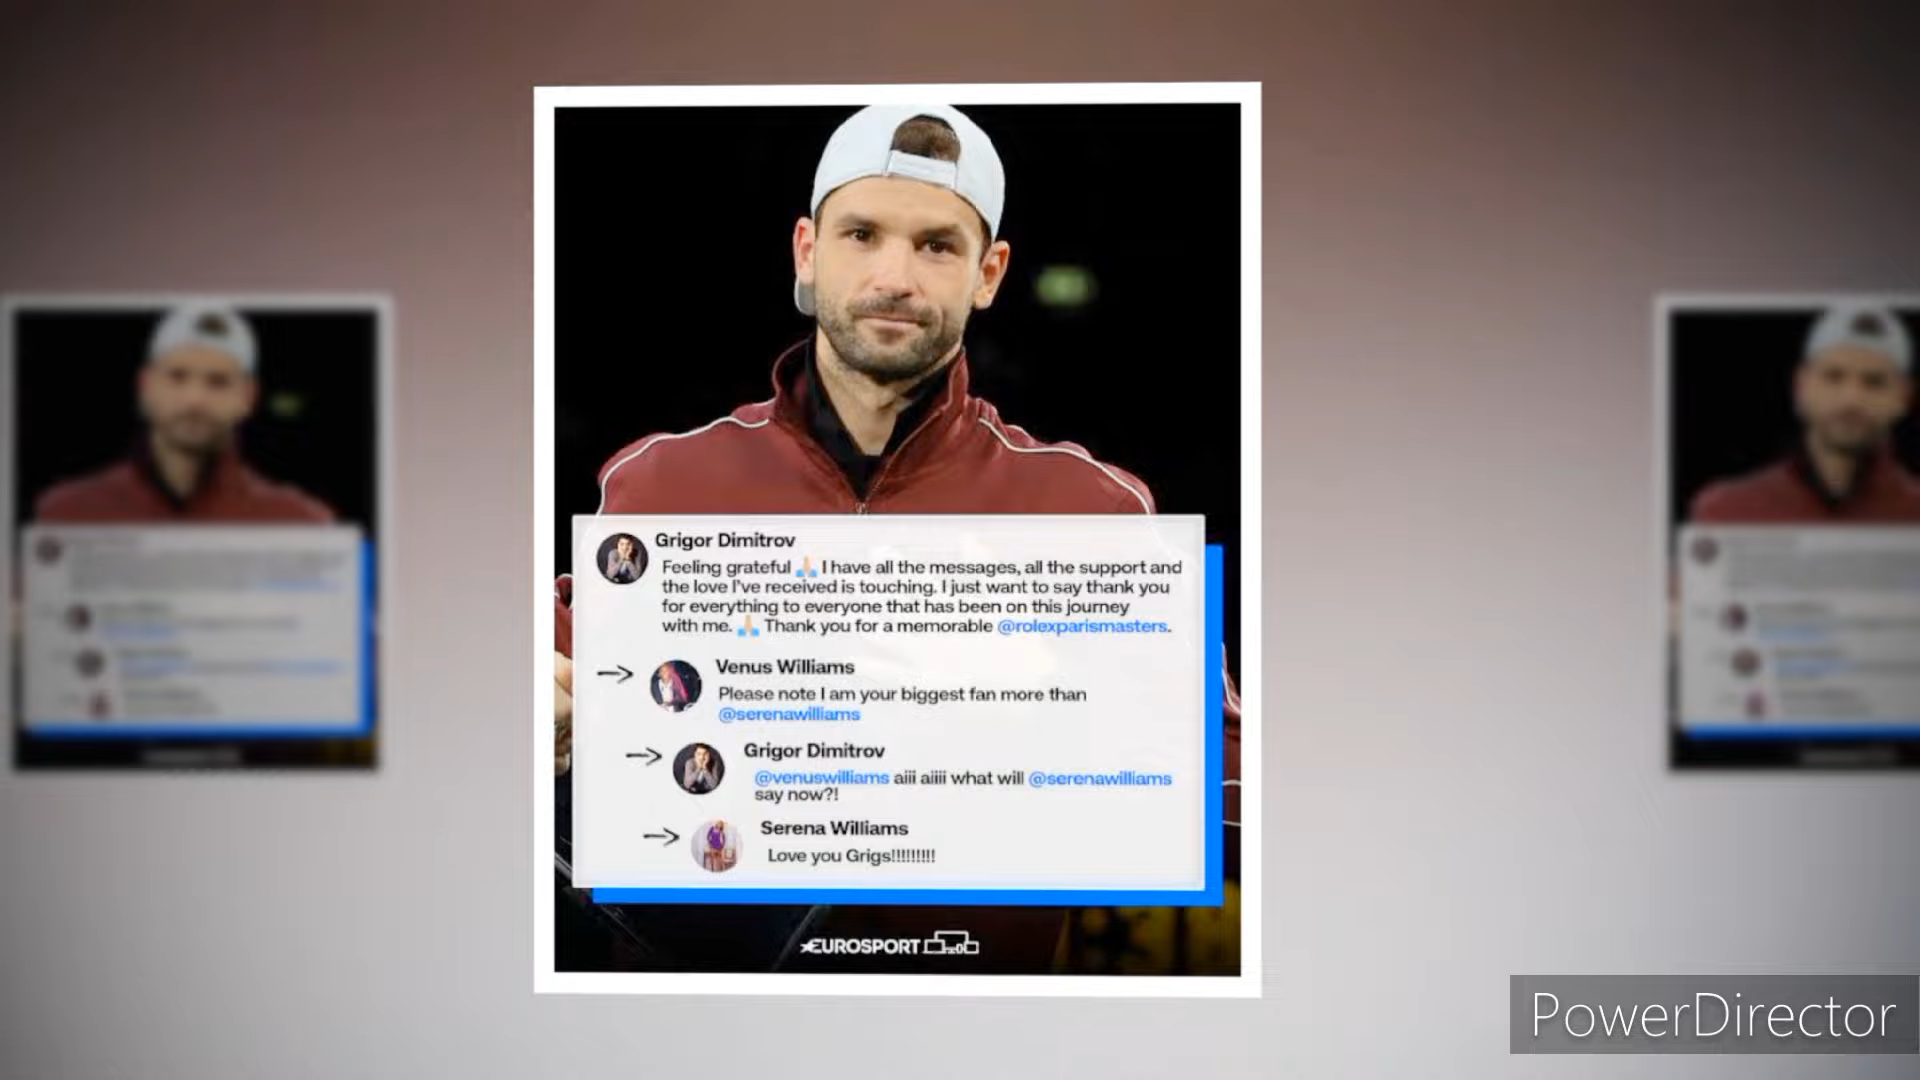 Grigor Dimitrov
Feeling grateful 🙏🏼 I have all the messages, all the support and
the love I've received is touching. I just want to say thank you
for everything to everyone that has been on this journey
with me. 🙏🏼 Thank you for a memorable @rolexparismasters.
Venus Williams
Please note I am your biggest fan more than
@serenawilliams
Grigor Dimitrov
@venuswilliams aiii aiiii what will @serenawilliams
say now?!
Serena Williams
Love you Grigs!!!!!!!!!
EUROSPORT
PowerDirector